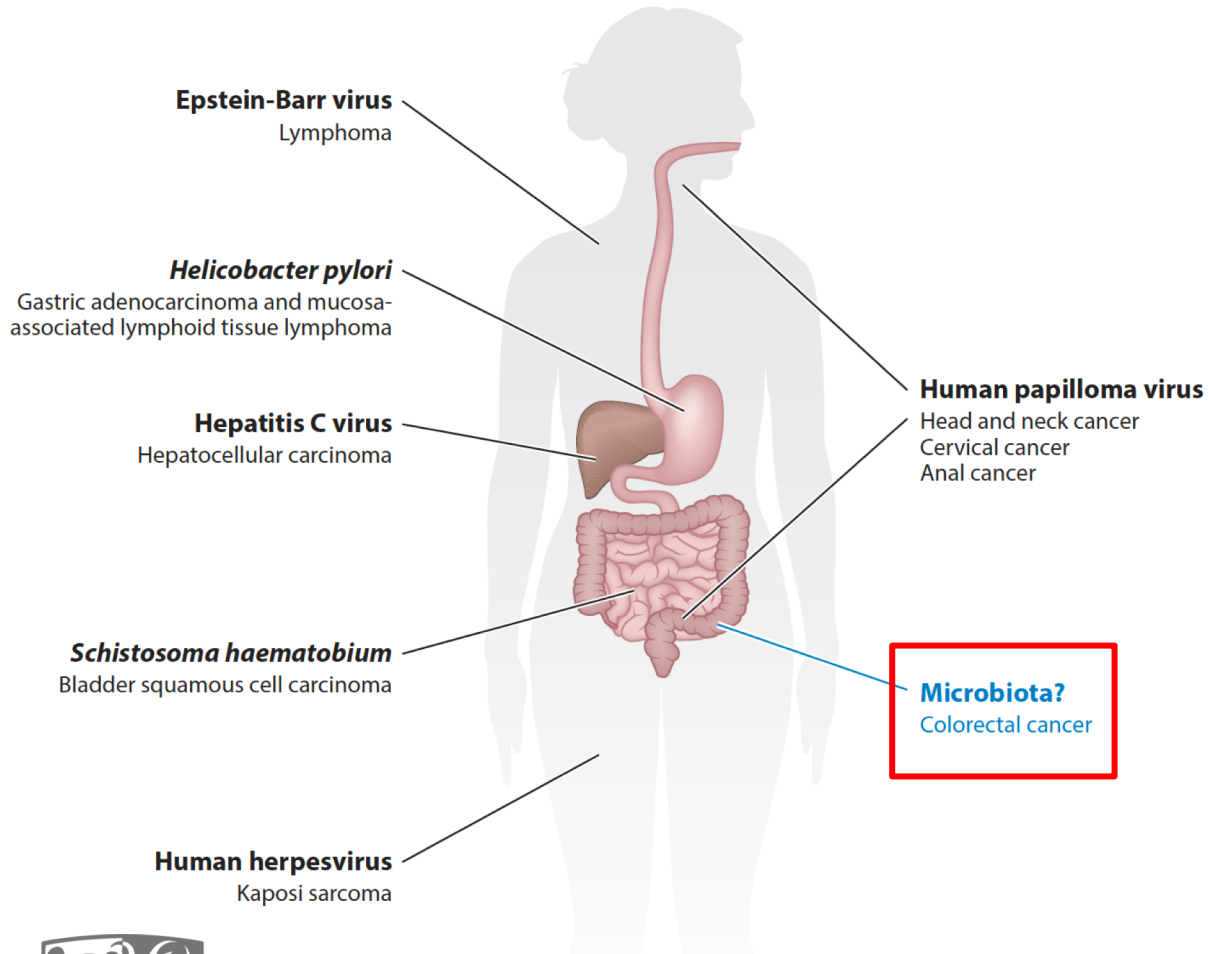 Epstein-Barr virus
Lymphoma
Helicobacter pylori
Gastric adenocarcinoma and mucosa-
associated lymphoid tissue lymphoma
Hepatitis C virus
Hepatocellular carcinoma
Schistosoma haematobium
Bladder squamous cell carcinoma
Human herpesvirus
Kaposi sarcoma
Human papilloma virus
Head and neck cancer
Cervical cancer
Anal cancer
Microbiota?
Colorectal cancer